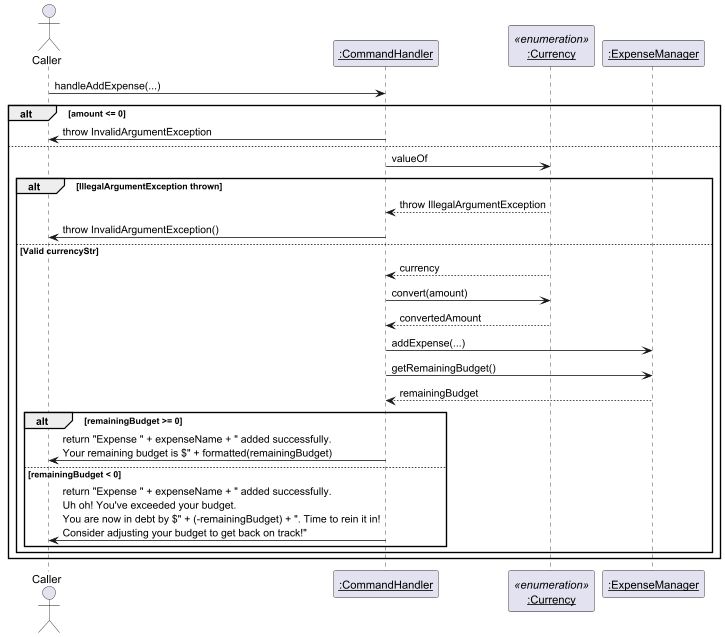 Caller
:CommandHandler
«enumeration»
:Currency
:ExpenseManager
handleAddExpense(...)
alt [amount <= 0]
throw InvalidArgumentException
valueOf
alt [IllegalArgumentException thrown]
throw IllegalArgumentException
throw InvalidArgumentException()
[Valid currencyStr]
currency
convert(amount)
convertedAmount
addExpense(...)
getRemainingBudget()
remainingBudget
alt [remainingBudget >= 0]
return "Expense " + expenseName + " added successfully.
Your remaining budget is $" + formatted(remainingBudget)
[remainingBudget < 0]
return "Expense " + expenseName + " added successfully.
Uh oh! You've exceeded your budget.
You are now in debt by $" + (-remainingBudget) + ". Time to rein it in!
Consider adjusting your budget to get back on track!"
Caller
:CommandHandler
«enumeration»
:Currency
:ExpenseManager